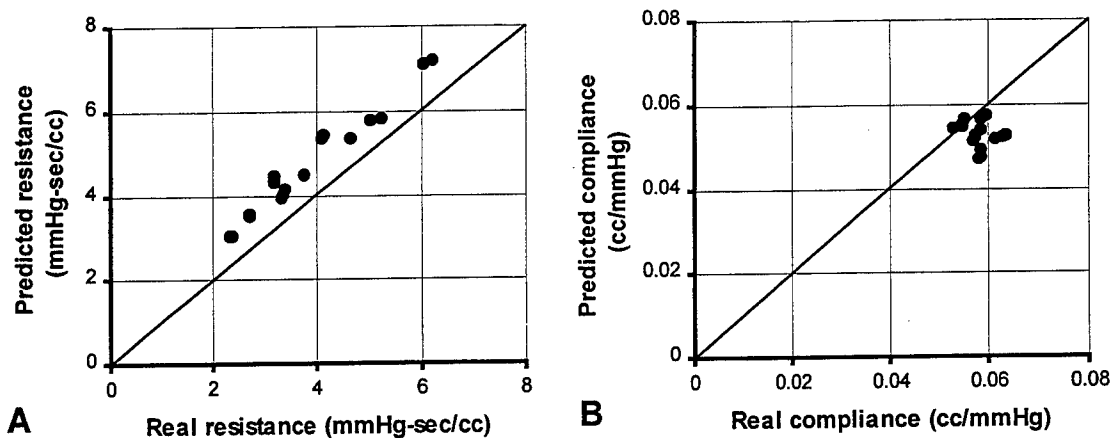 8
6
4
2
0
0 2 4 6 8
Predicted resistance
(mmHg-sec/cc)
Real resistance (mmHg-sec/cc)
A
0.08
0.06
0.04
0.02
0
0 0.02 0.04 0.06 0.08
Predicted compliance
(cc/mmHg)
Real compliance (cc/mmHg)
B